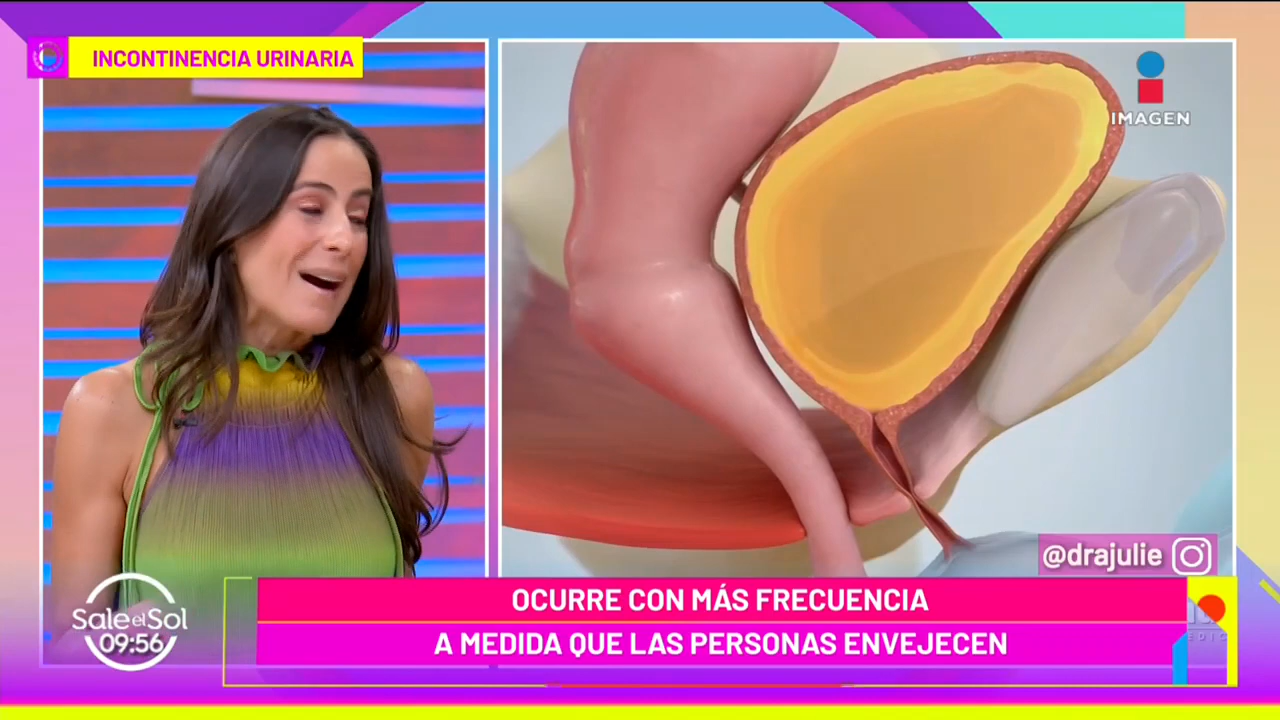 INCONTINENCIA URINARIA
IMAGEN
@drajulie
Sale el Sol
09:56
OCURRE CON MÁS FRECUENCIA
A MEDIDA QUE LAS PERSONAS ENVEJECEN